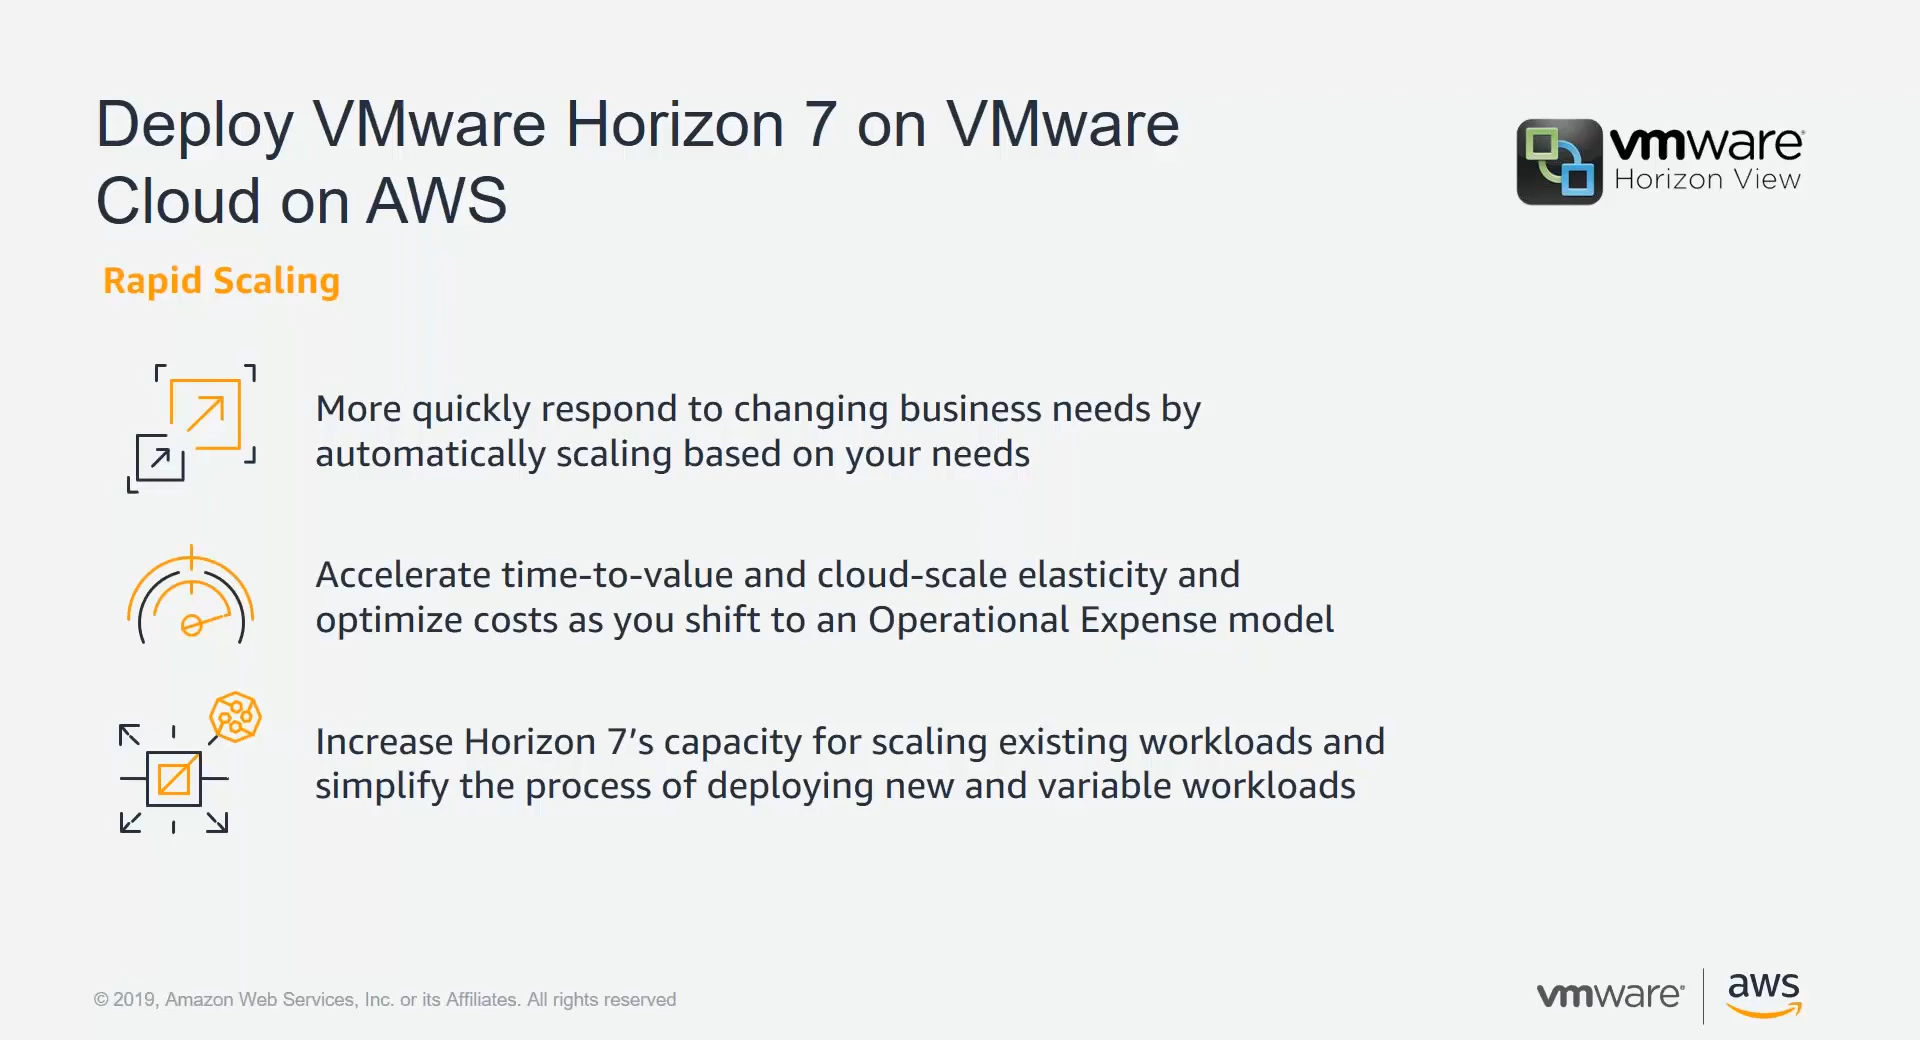 Deploy VMware Horizon 7 on VMware
Cloud on AWS
vmware®
Horizon View
Rapid Scaling
More quickly respond to changing business needs by
automatically scaling based on your needs
Accelerate time-to-value and cloud-scale elasticity and
optimize costs as you shift to an Operational Expense model
Increase Horizon 7’s capacity for scaling existing workloads and
simplify the process of deploying new and variable workloads
© 2019, Amazon Web Services, Inc. or its Affiliates. All rights reserved
vmware®
aws